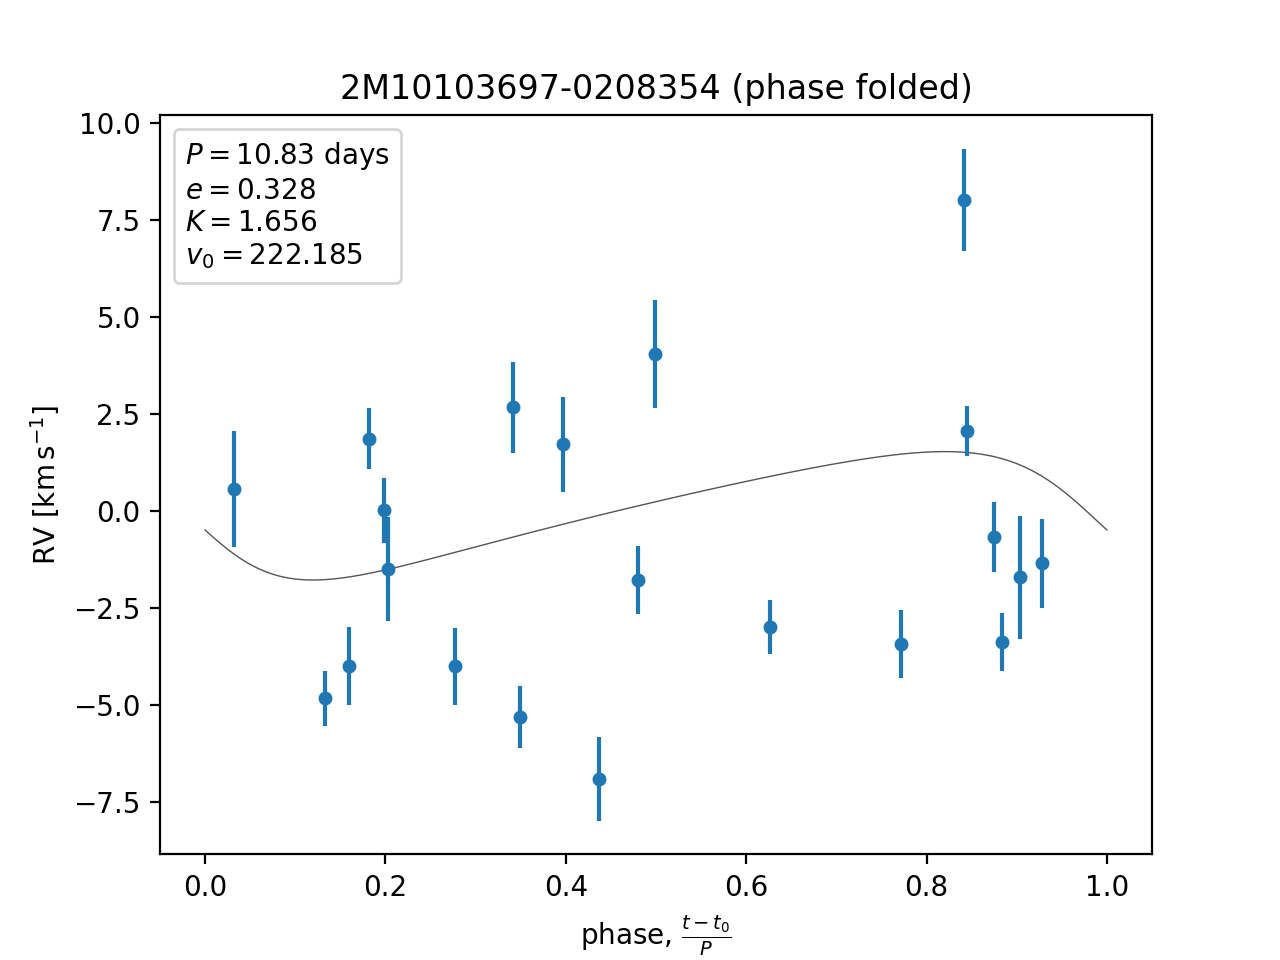 2M10103697-0208354 (phase folded)
P = 10.83 days
e = 0.328
K = 1.656
v₀ = 222.185
RV [km s⁻¹]
10.0
7.5
5.0
2.5
0.0
−2.5
−5.0
−7.5
0.0 0.2 0.4 0.6 0.8 1.0
phase, (t − t₀)/P